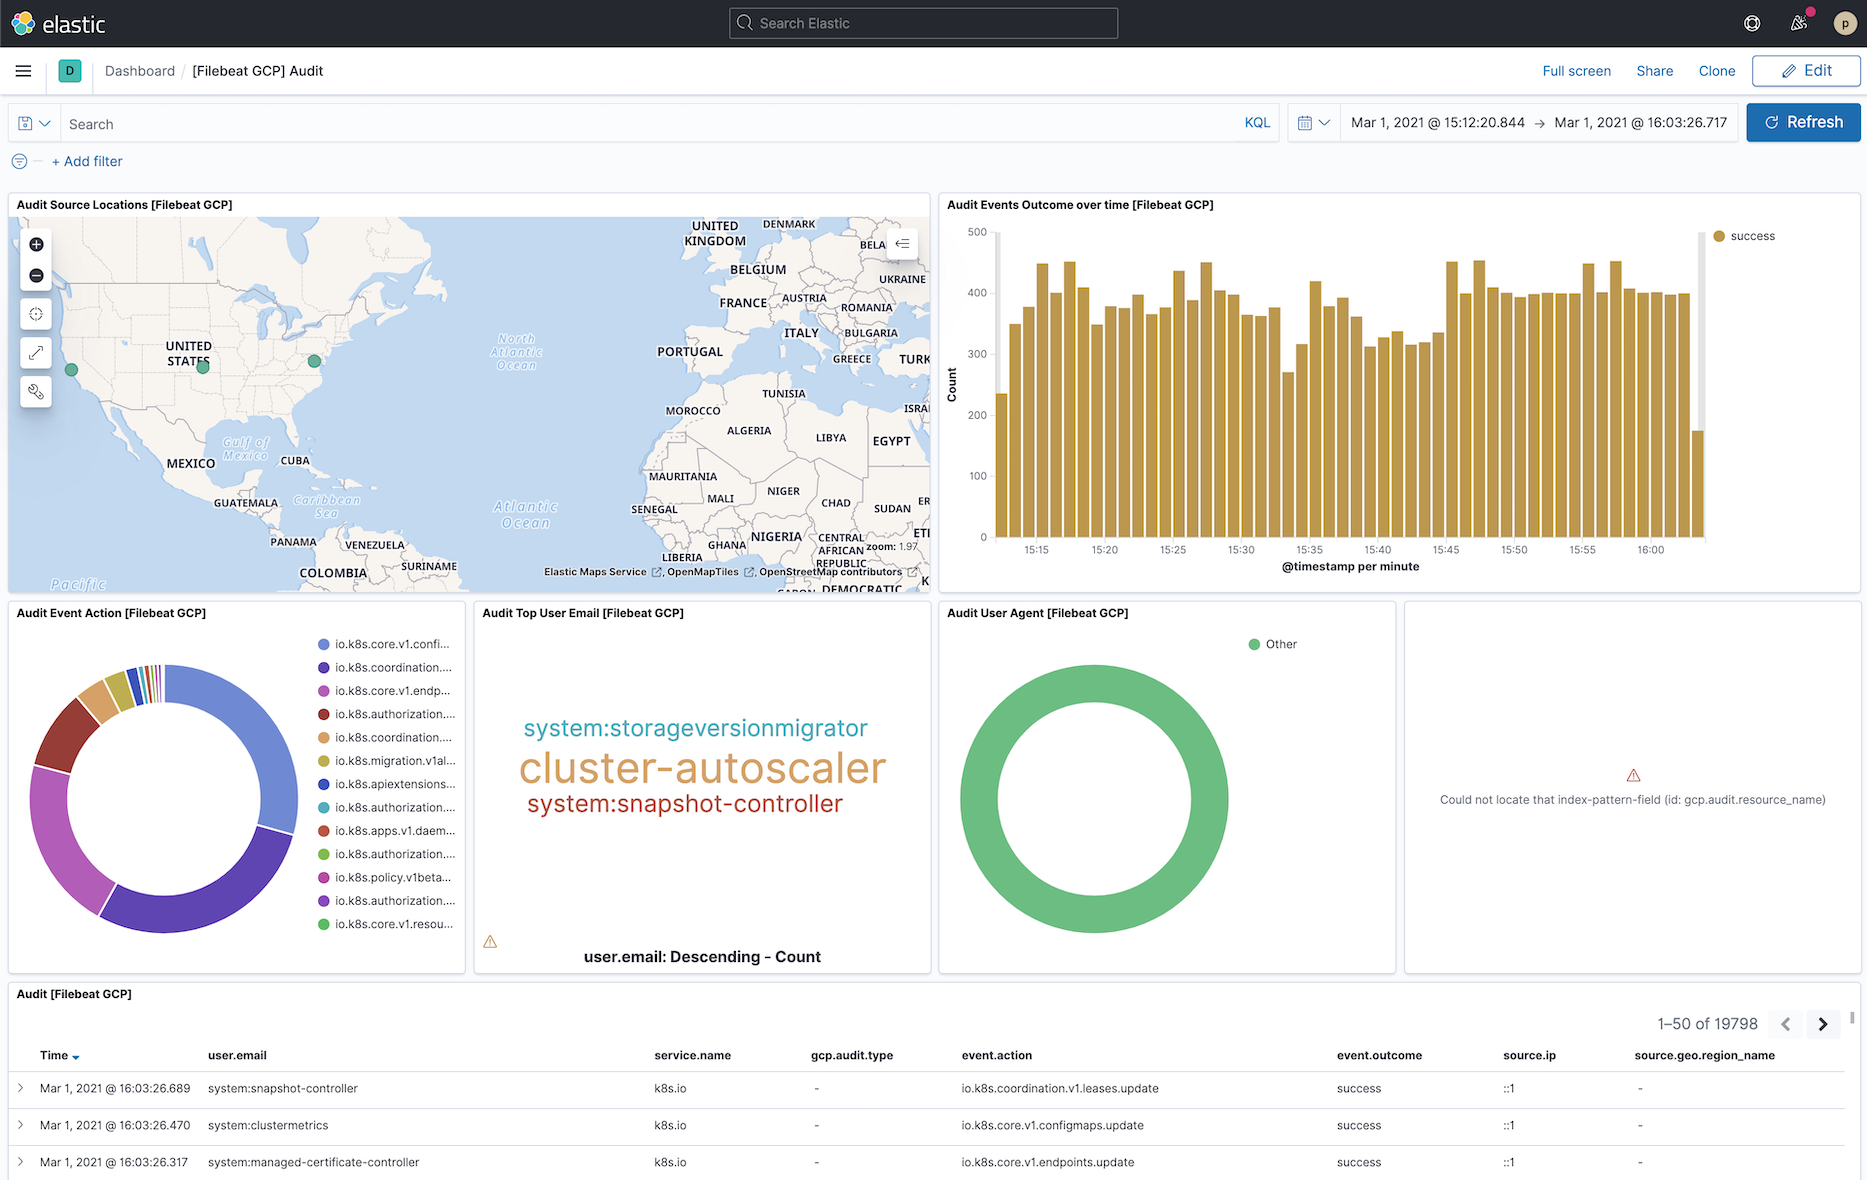 elastic
Search Elastic
p
D
Dashboard / [Filebeat GCP] Audit
Full screen
Share
Clone
Edit
Search
KQL
Mar 1, 2021 @ 15:12:20.844 → Mar 1, 2021 @ 16:03:26.717
Refresh
+ Add filter
Audit Source Locations [Filebeat GCP]
UNITED
KINGDOM
DENMARK
BELA
BELGIUM
UKRAINE
FRANCE
AUSTRIA
ROMANIA
ITALY
BULGARIA
PORTUGAL
GREECE
TURK
UNITED
STATES
North
Atlantic
Ocean
TUNISIA
MOROCCO
ISRA
ALGERIA
LIBYA
EGYPT
Gulf of
Mexico
MEXICO
CUBA
MAURITANIA
NIGER
MALI
CHAD
SUDAN
ER
GUATEMALA
Caribbean
Sea
Atlantic
Ocean
SENEGAL
NIGERIA
ETI
PANAMA
VENEZUELA
GHANA
CENTRAL
AFRICAN
REPUBLIC
zoom: 1.97
LIBERIA
COLOMBIA
SURINAME
Elastic Maps Service , OpenMapTiles , OpenStreetMap contributors
K
Pacific
DEMOCRATIC
Audit Events Outcome over time [Filebeat GCP]
success
500
400
300
200
100
0
Count
15:15 15:20 15:25 15:30 15:35 15:40 15:45 15:50 15:55 16:00
@timestamp per minute
Audit Event Action [Filebeat GCP]
io.k8s.core.v1.confi...
io.k8s.coordination....
io.k8s.core.v1.endp...
io.k8s.authorization....
io.k8s.coordination....
io.k8s.migration.v1al...
io.k8s.apiextensions...
io.k8s.authorization....
io.k8s.apps.v1.daem...
io.k8s.authorization....
io.k8s.policy.v1beta...
io.k8s.authorization....
io.k8s.core.v1.resou...
Audit Top User Email [Filebeat GCP]
system:storageversionmigrator
cluster-autoscaler
system:snapshot-controller
user.email: Descending - Count
Audit User Agent [Filebeat GCP]
Other
Could not locate that index-pattern-field (id: gcp.audit.resource_name)
Audit [Filebeat GCP]
1–50 of 19798
Time user.email service.name gcp.audit.type event.action event.outcome source.ip source.geo.region_name
Mar 1, 2021 @ 16:03:26.689 system:snapshot-controller k8s.io - io.k8s.coordination.v1.leases.update success ::1 -
Mar 1, 2021 @ 16:03:26.470 system:clustermetrics k8s.io - io.k8s.core.v1.configmaps.update success ::1 -
Mar 1, 2021 @ 16:03:26.317 system:managed-certificate-controller k8s.io - io.k8s.core.v1.endpoints.update success ::1 -